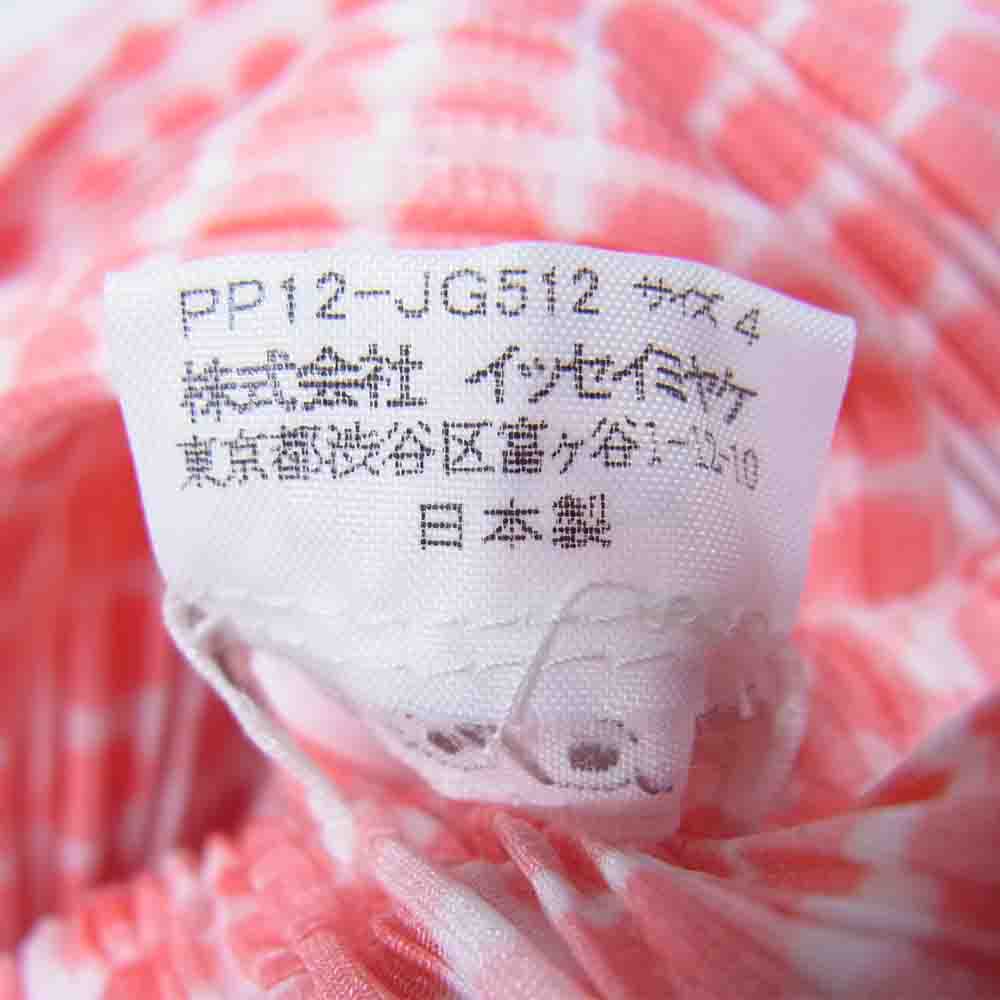 PP12-JG512 サイズ 4
株式会社 イッセイミヤケ
東京都渋谷区富ヶ谷1-12-10
日本製